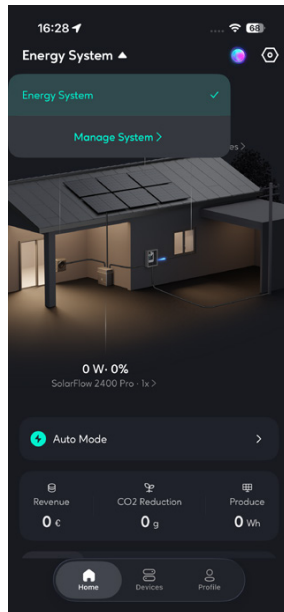 16:28
68
Energy System
Energy System
Manage System >
es >
0 W· 0%
SolarFlow 2400 Pro · 1x >
Auto Mode
Revenue
CO2 Reduction
Produce
0 €
0 g
0 Wh
Home
Devices
Profile